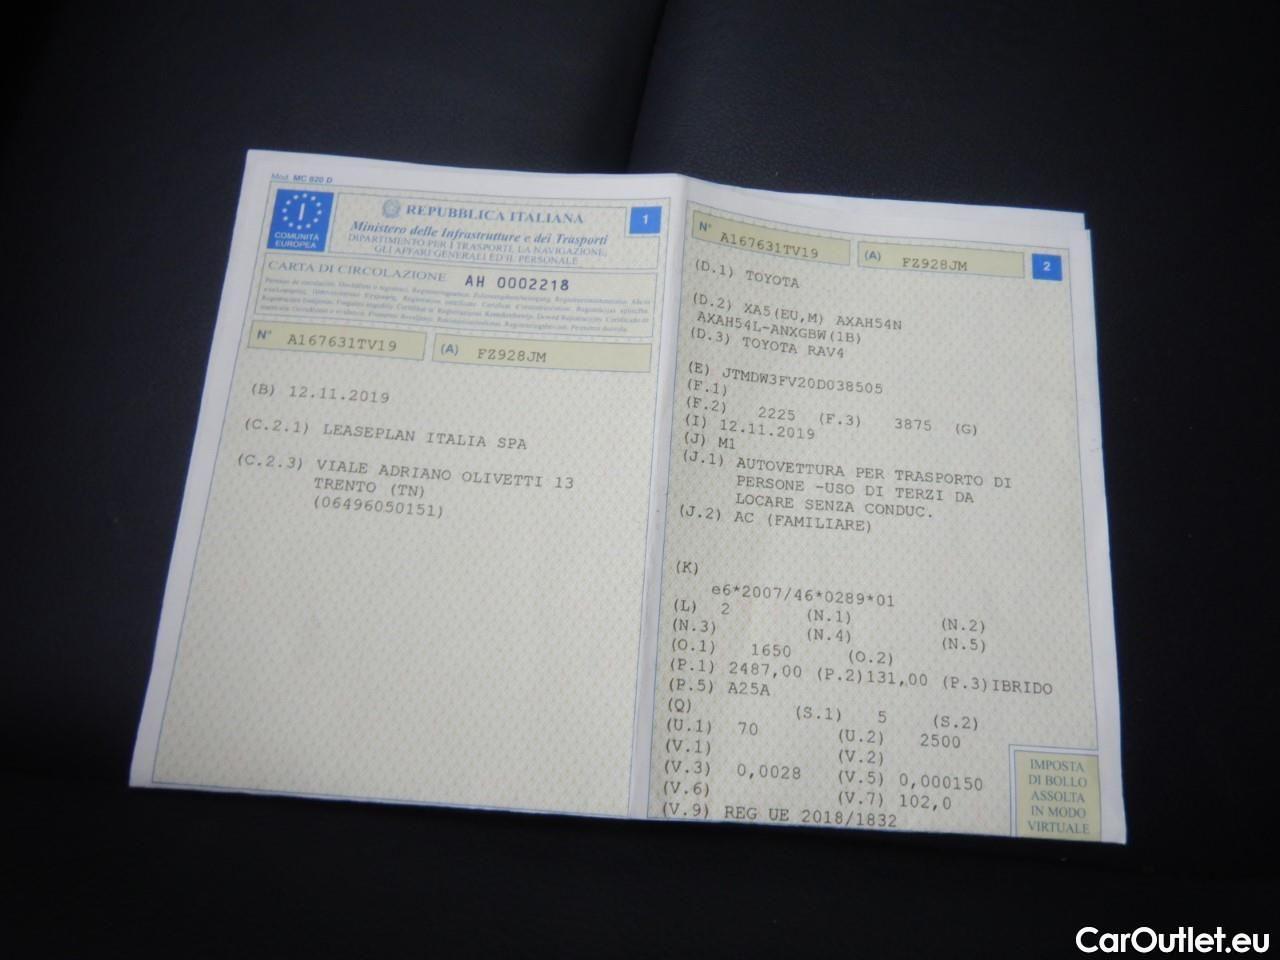 Mod. MC 820 D
COMUNITÀ
EUROPEA
I
REPUBBLICA ITALIANA
1
Ministero delle Infrastrutture e dei Trasporti
DIPARTIMENTO PER I TRASPORTI, LA NAVIGAZIONE,
GLI AFFARI GENERALI ED IL PERSONALE
CARTA DI CIRCOLAZIONE AH 0002218
N° A167631TV19 (A) FZ928JM
(B) 12.11.2019
(C.2.1) LEASEPLAN ITALIA SPA
(C.2.3) VIALE ADRIANO OLIVETTI 13
TRENTO (TN)
(06496050151)
N° A167631TV19 (A) FZ928JM 2
(D.1) TOYOTA
(D.2) XA5(EU,M) AXAH54N
AXAH54L-ANXGBW(1B)
(D.3) TOYOTA RAV4
(E) JTMDW3FV20D038505
(F.1)
(F.2) 2225 (F.3) 3875 (G)
(I) 12.11.2019
(J) M1
(J.1) AUTOVETTURA PER TRASPORTO DI
PERSONE -USO DI TERZI DA
LOCARE SENZA CONDUC.
(J.2) AC (FAMILIARE)
(K)
e6*2007/46*0289*01
(L) 2 (N.1) (N.2)
(N.3) (N.4) (N.5)
(O.1) 1650 (O.2)
(P.1) 2487,00 (P.2)131,00 (P.3)IBRIDO
(P.5) A25A
(Q) (S.1) 5 (S.2)
(U.1) 70 (U.2) 2500
(V.1) (V.2)
(V.3) 0,0028 (V.5) 0,000150
(V.6) (V.7) 102,0
(V.9) REG UE 2018/1832
IMPOSTA
DI BOLLO
ASSOLTA
IN MODO
VIRTUALE
CarOutlet.eu